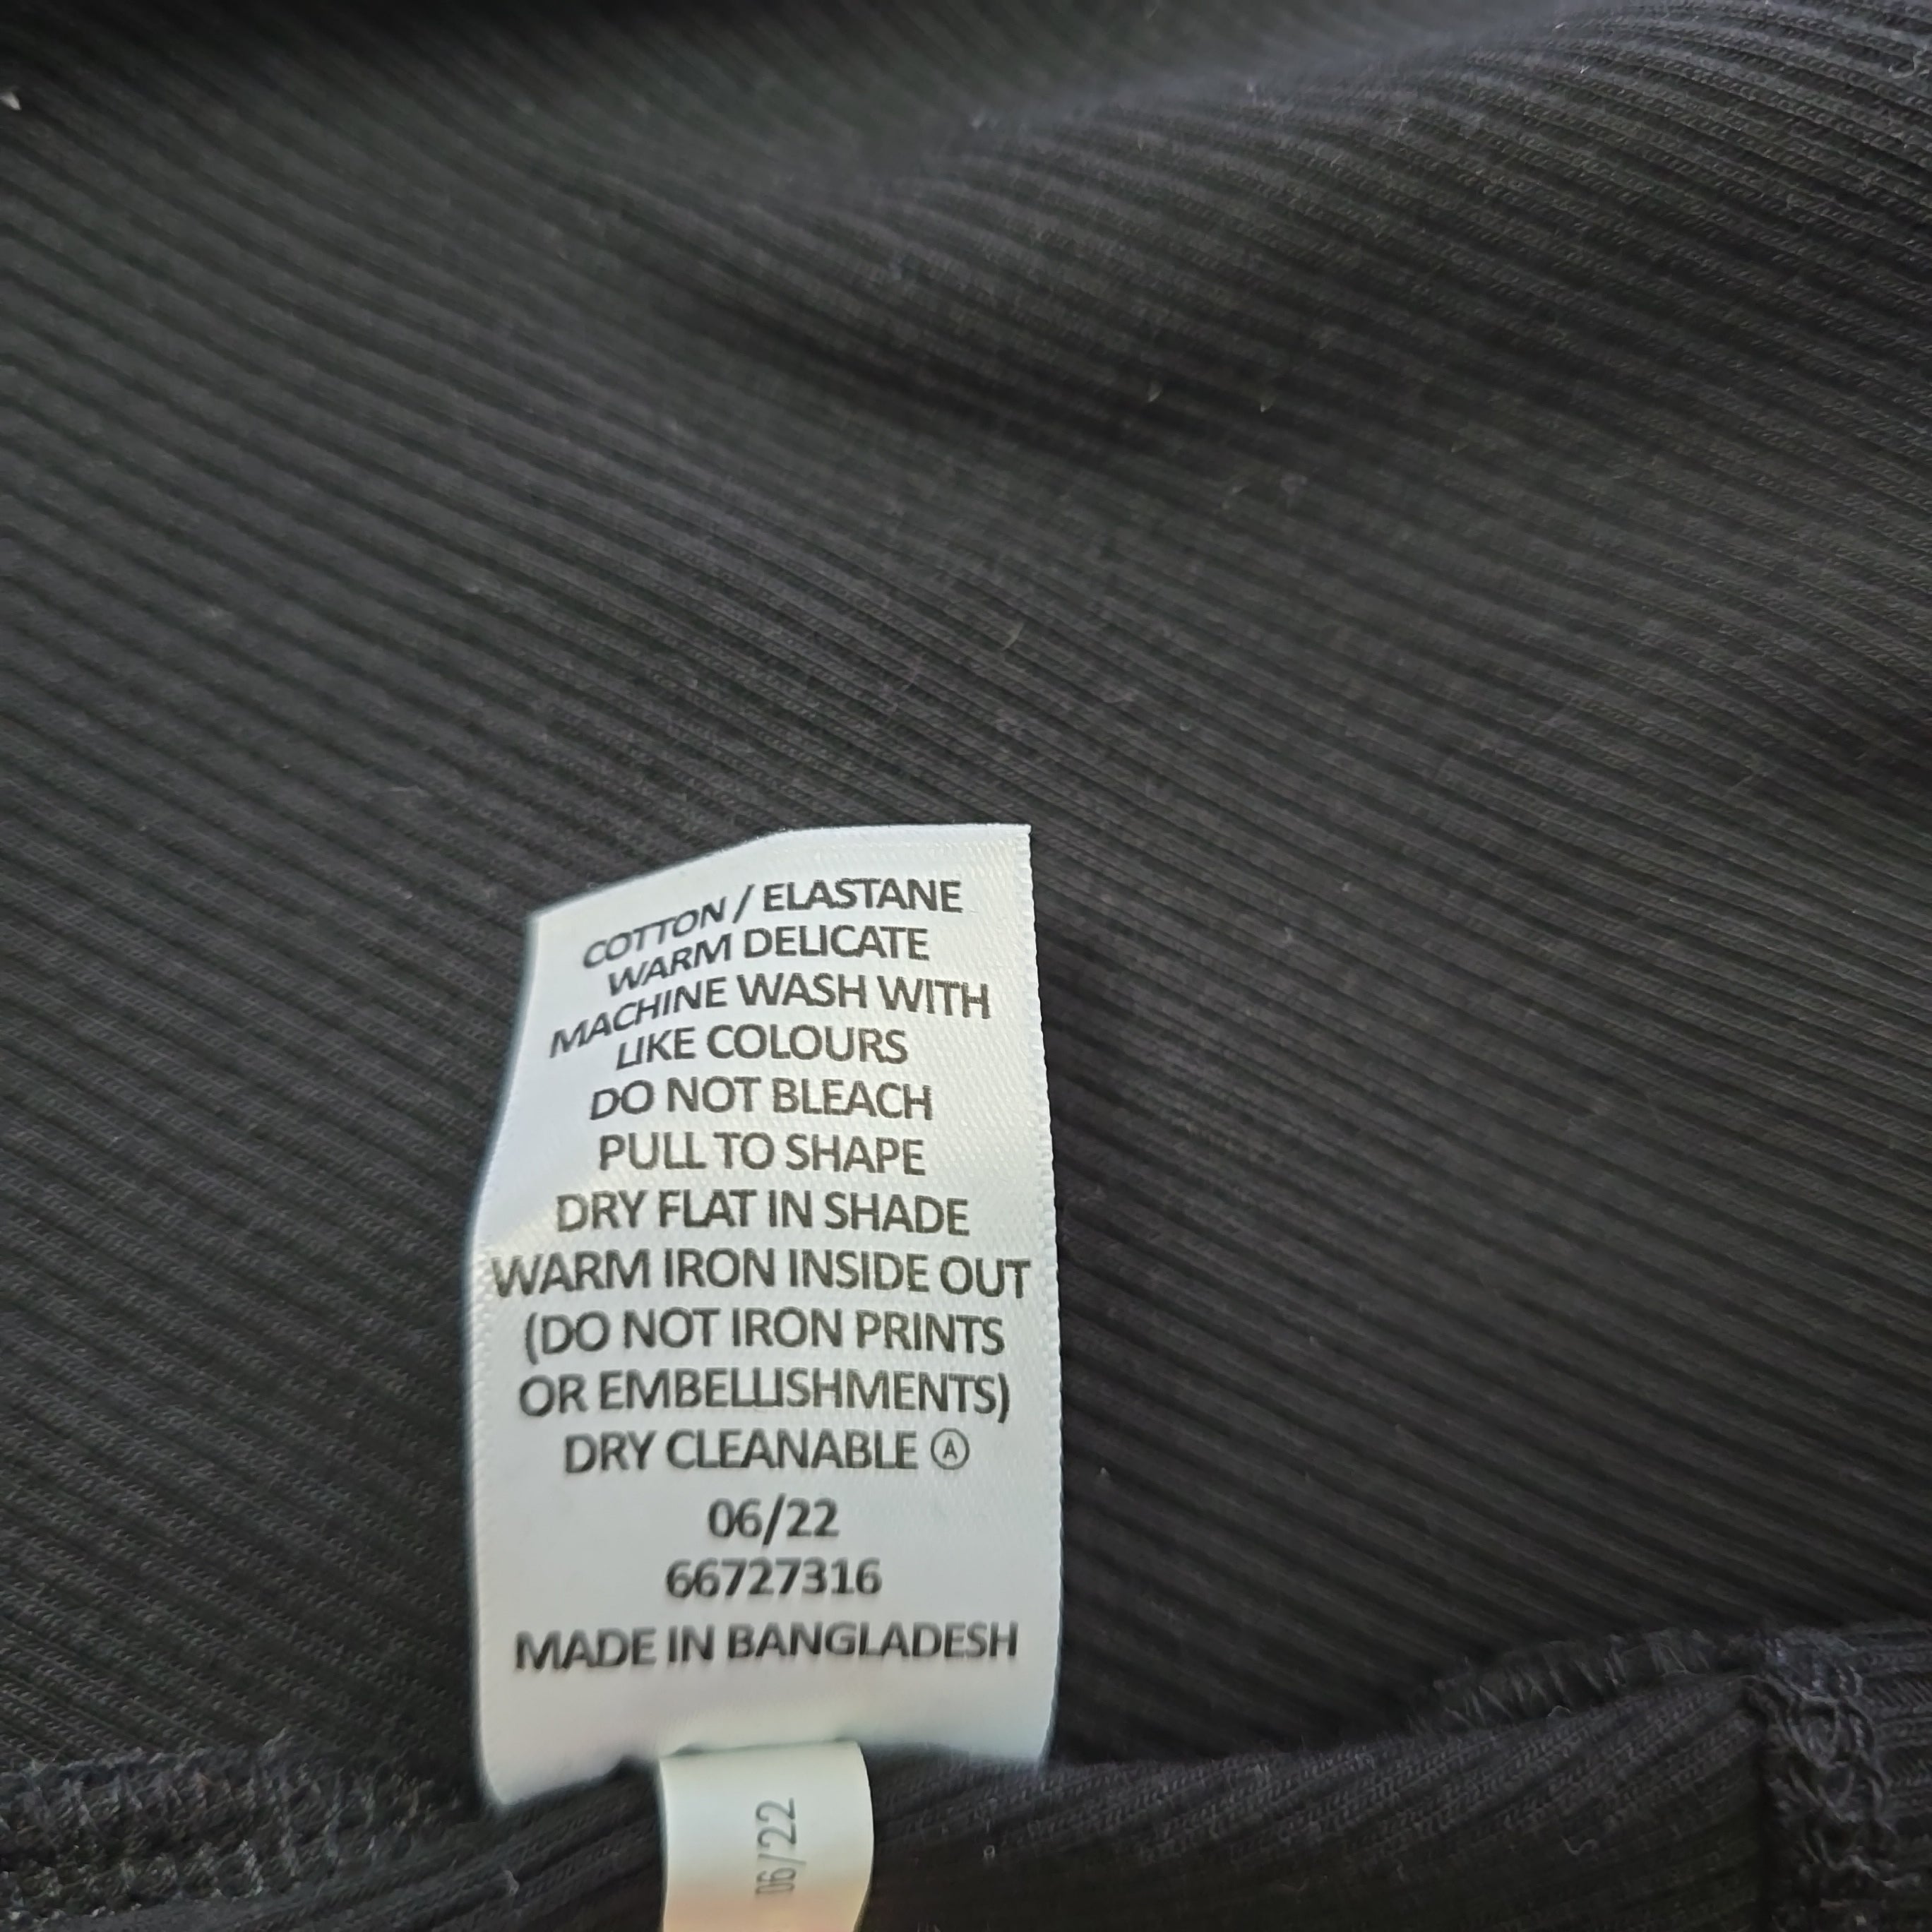 COTTON / ELASTANE
WARM DELICATE
MACHINE WASH WITH
LIKE COLOURS
DO NOT BLEACH
PULL TO SHAPE
DRY FLAT IN SHADE
WARM IRON INSIDE OUT
(DO NOT IRON PRINTS
OR EMBELLISHMENTS)
DRY CLEANABLE Ⓐ
06/22
66727316
MADE IN BANGLADESH
06/22